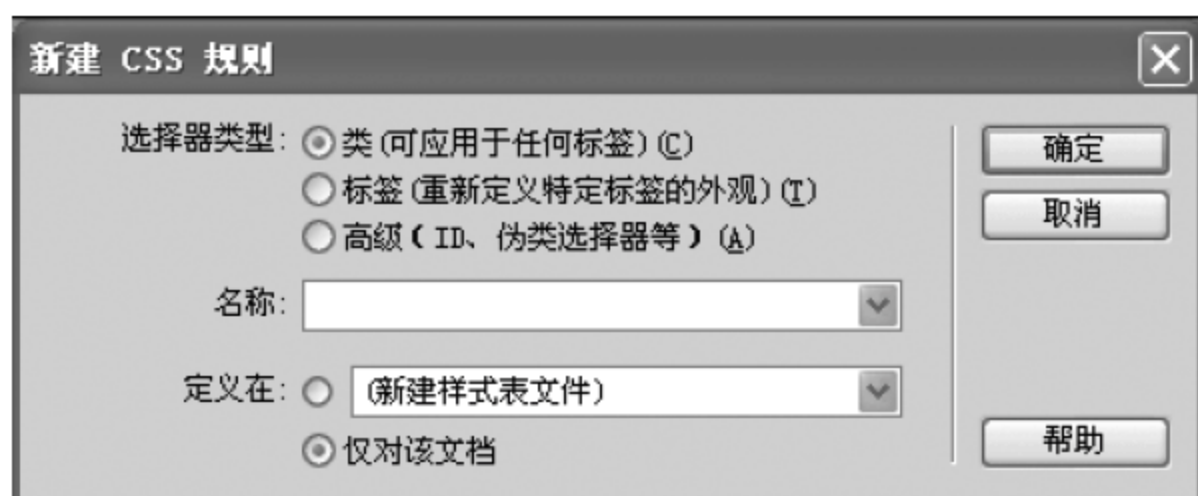 新建 CSS 规则
选择器类型: 类(可应用于任何标签)(C)
标签(重新定义特定标签的外观)(T)
高级(ID、伪类选择器等)(A)
名称:
定义在: (新建样式表文件)
仅对该文档
确定
取消
帮助